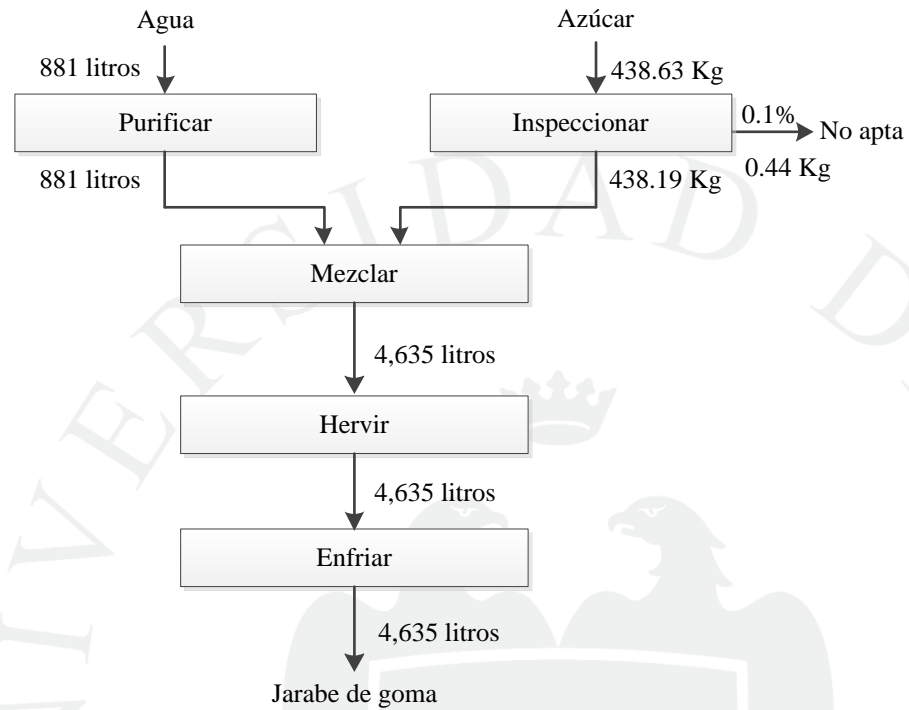 Agua
Azúcar
881 litros
438.63 Kg
Purificar
Inspeccionar
0.1%
No apta
0.44 Kg
881 litros
438.19 Kg
Mezclar
4,635 litros
Hervir
4,635 litros
Enfriar
4,635 litros
Jarabe de goma
IVERSIDAD D